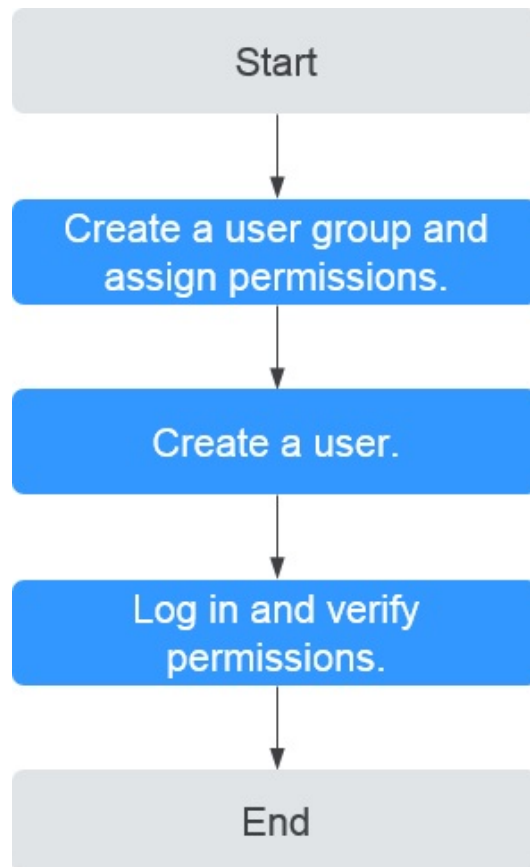 Start
Create a user group and
assign permissions.
Create a user.
Log in and verify
permissions.
End